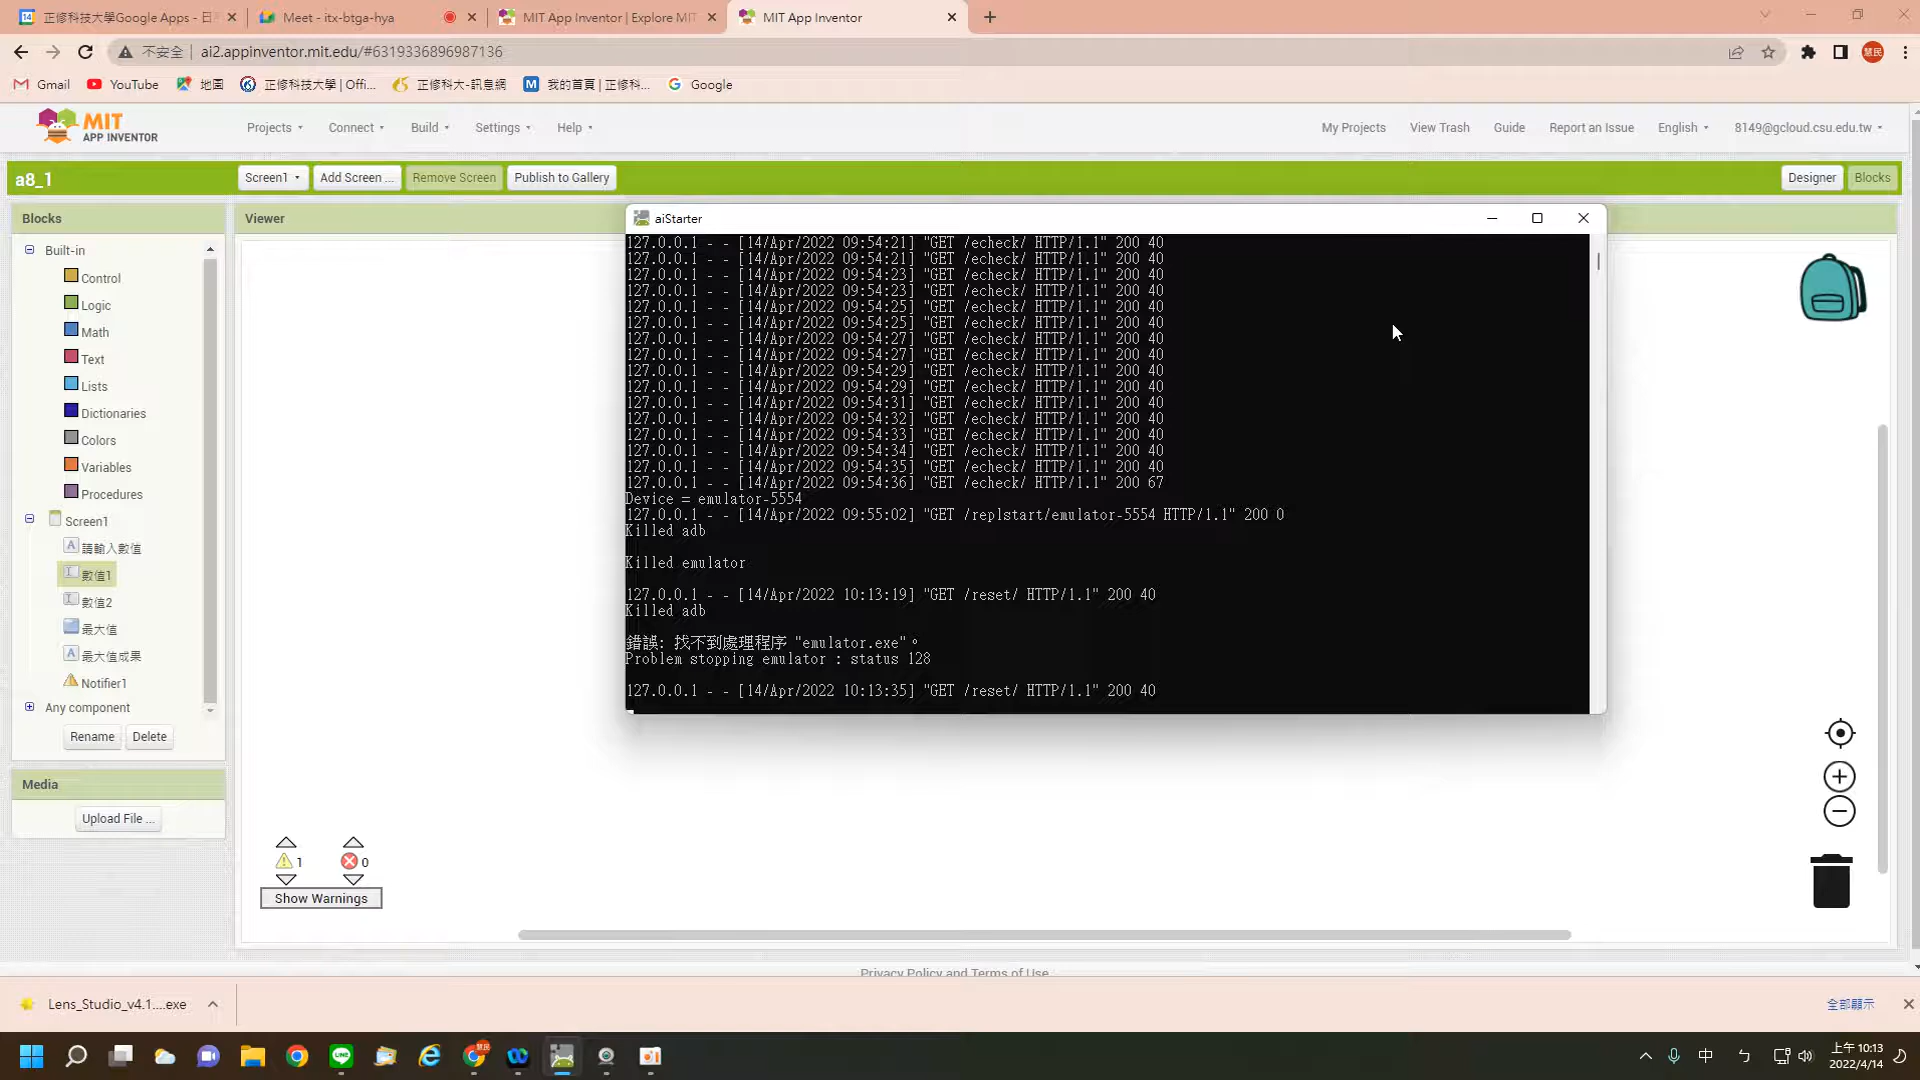 正修科技大學Google Apps - 日
Meet - itx-btga-hya
MIT App Inventor | Explore MIT
MIT App Inventor
不安全 | ai2.appinventor.mit.edu/#6319336896987136
慧民
Gmail
YouTube
地圖
正修科技大學 | Offi...
正修科大-訊息網
我的首頁 | 正修科...
Google
MIT
APP INVENTOR
Projects
Connect
Build
Settings
Help
My Projects
View Trash
Guide
Report an Issue
English
8149@gcloud.csu.edu.tw
a8_1
Screen1
Add Screen ...
Remove Screen
Publish to Gallery
Designer
Blocks
Blocks
Viewer
Built-in
Control
Logic
Math
Text
Lists
Dictionaries
Colors
Variables
Procedures
Screen1
請輸入數值
數值1
數值2
最大值
最大值成果
Notifier1
Any component
Rename
Delete
Media
Upload File ...
aiStarter
127.0.0.1 - - [14/Apr/2022 09:54:21] "GET /echeck/ HTTP/1.1" 200 40
127.0.0.1 - - [14/Apr/2022 09:54:21] "GET /echeck/ HTTP/1.1" 200 40
127.0.0.1 - - [14/Apr/2022 09:54:23] "GET /echeck/ HTTP/1.1" 200 40
127.0.0.1 - - [14/Apr/2022 09:54:23] "GET /echeck/ HTTP/1.1" 200 40
127.0.0.1 - - [14/Apr/2022 09:54:25] "GET /echeck/ HTTP/1.1" 200 40
127.0.0.1 - - [14/Apr/2022 09:54:25] "GET /echeck/ HTTP/1.1" 200 40
127.0.0.1 - - [14/Apr/2022 09:54:27] "GET /echeck/ HTTP/1.1" 200 40
127.0.0.1 - - [14/Apr/2022 09:54:27] "GET /echeck/ HTTP/1.1" 200 40
127.0.0.1 - - [14/Apr/2022 09:54:29] "GET /echeck/ HTTP/1.1" 200 40
127.0.0.1 - - [14/Apr/2022 09:54:29] "GET /echeck/ HTTP/1.1" 200 40
127.0.0.1 - - [14/Apr/2022 09:54:31] "GET /echeck/ HTTP/1.1" 200 40
127.0.0.1 - - [14/Apr/2022 09:54:32] "GET /echeck/ HTTP/1.1" 200 40
127.0.0.1 - - [14/Apr/2022 09:54:33] "GET /echeck/ HTTP/1.1" 200 40
127.0.0.1 - - [14/Apr/2022 09:54:34] "GET /echeck/ HTTP/1.1" 200 40
127.0.0.1 - - [14/Apr/2022 09:54:35] "GET /echeck/ HTTP/1.1" 200 40
127.0.0.1 - - [14/Apr/2022 09:54:36] "GET /echeck/ HTTP/1.1" 200 67
Device = emulator-5554
127.0.0.1 - - [14/Apr/2022 09:55:02] "GET /replstart/emulator-5554 HTTP/1.1" 200 0
Killed adb
Killed emulator
127.0.0.1 - - [14/Apr/2022 10:13:19] "GET /reset/ HTTP/1.1" 200 40
Killed adb
錯誤: 找不到處理程序 "emulator.exe"。
Problem stopping emulator : status 128
127.0.0.1 - - [14/Apr/2022 10:13:35] "GET /reset/ HTTP/1.1" 200 40
1
0
Show Warnings
Privacy Policy and Terms of Use
Lens_Studio_v4.1....exe
全部顯示
中
上午 10:13
2022/4/14